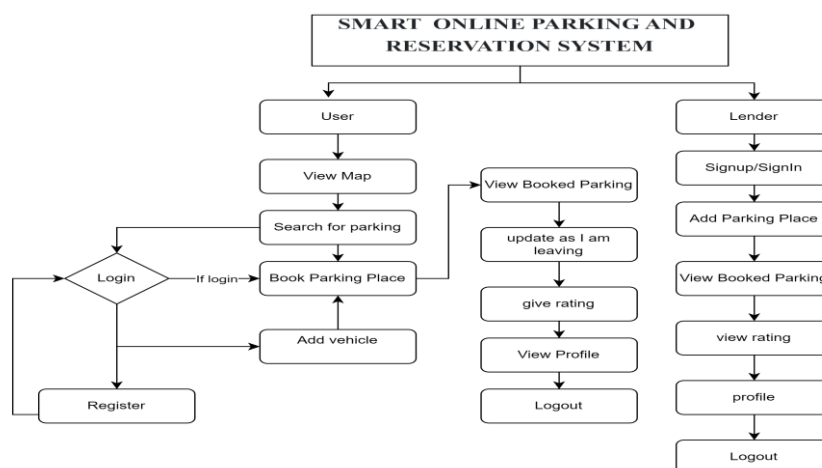 SMART ONLINE PARKING AND
RESERVATION SYSTEM
User
View Map
Search for parking
Login
If login
Book Parking Place
Add vehicle
Register
View Booked Parking
update as I am
leaving
give rating
View Profile
Logout
Lender
Signup/SignIn
Add Parking Place
View Booked Parking
view rating
profile
Logout